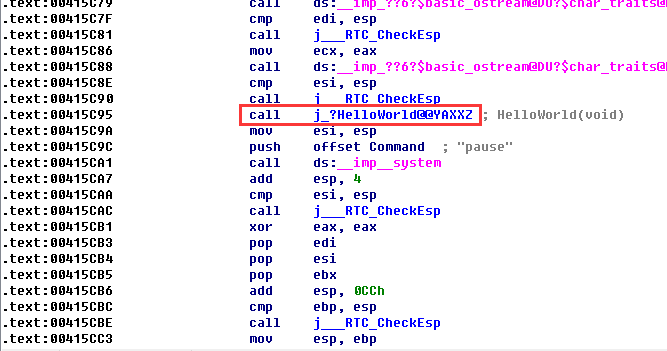 .text:00415C79 call ds:__imp_??6?$basic_ostream@DU?$char_traits@
.text:00415C7F cmp edi, esp
.text:00415C81 call j___RTC_CheckEsp
.text:00415C86 mov ecx, eax
.text:00415C88 call ds:__imp_??6?$basic_ostream@DU?$char_traits@
.text:00415C8E cmp esi, esp
.text:00415C90 call j___RTC_CheckEsp
.text:00415C95 call j_?HelloWorld@@YAXXZ ; HelloWorld(void)
.text:00415C9A mov esi, esp
.text:00415C9C push offset Command ; "pause"
.text:00415CA1 call ds:__imp__system
.text:00415CA7 add esp, 4
.text:00415CAA cmp esi, esp
.text:00415CAC call j___RTC_CheckEsp
.text:00415CB1 xor eax, eax
.text:00415CB3 pop edi
.text:00415CB4 pop esi
.text:00415CB5 pop ebx
.text:00415CB6 add esp, 0CCh
.text:00415CBC cmp ebp, esp
.text:00415CBE call j___RTC_CheckEsp
.text:00415CC3 mov esp, ebp